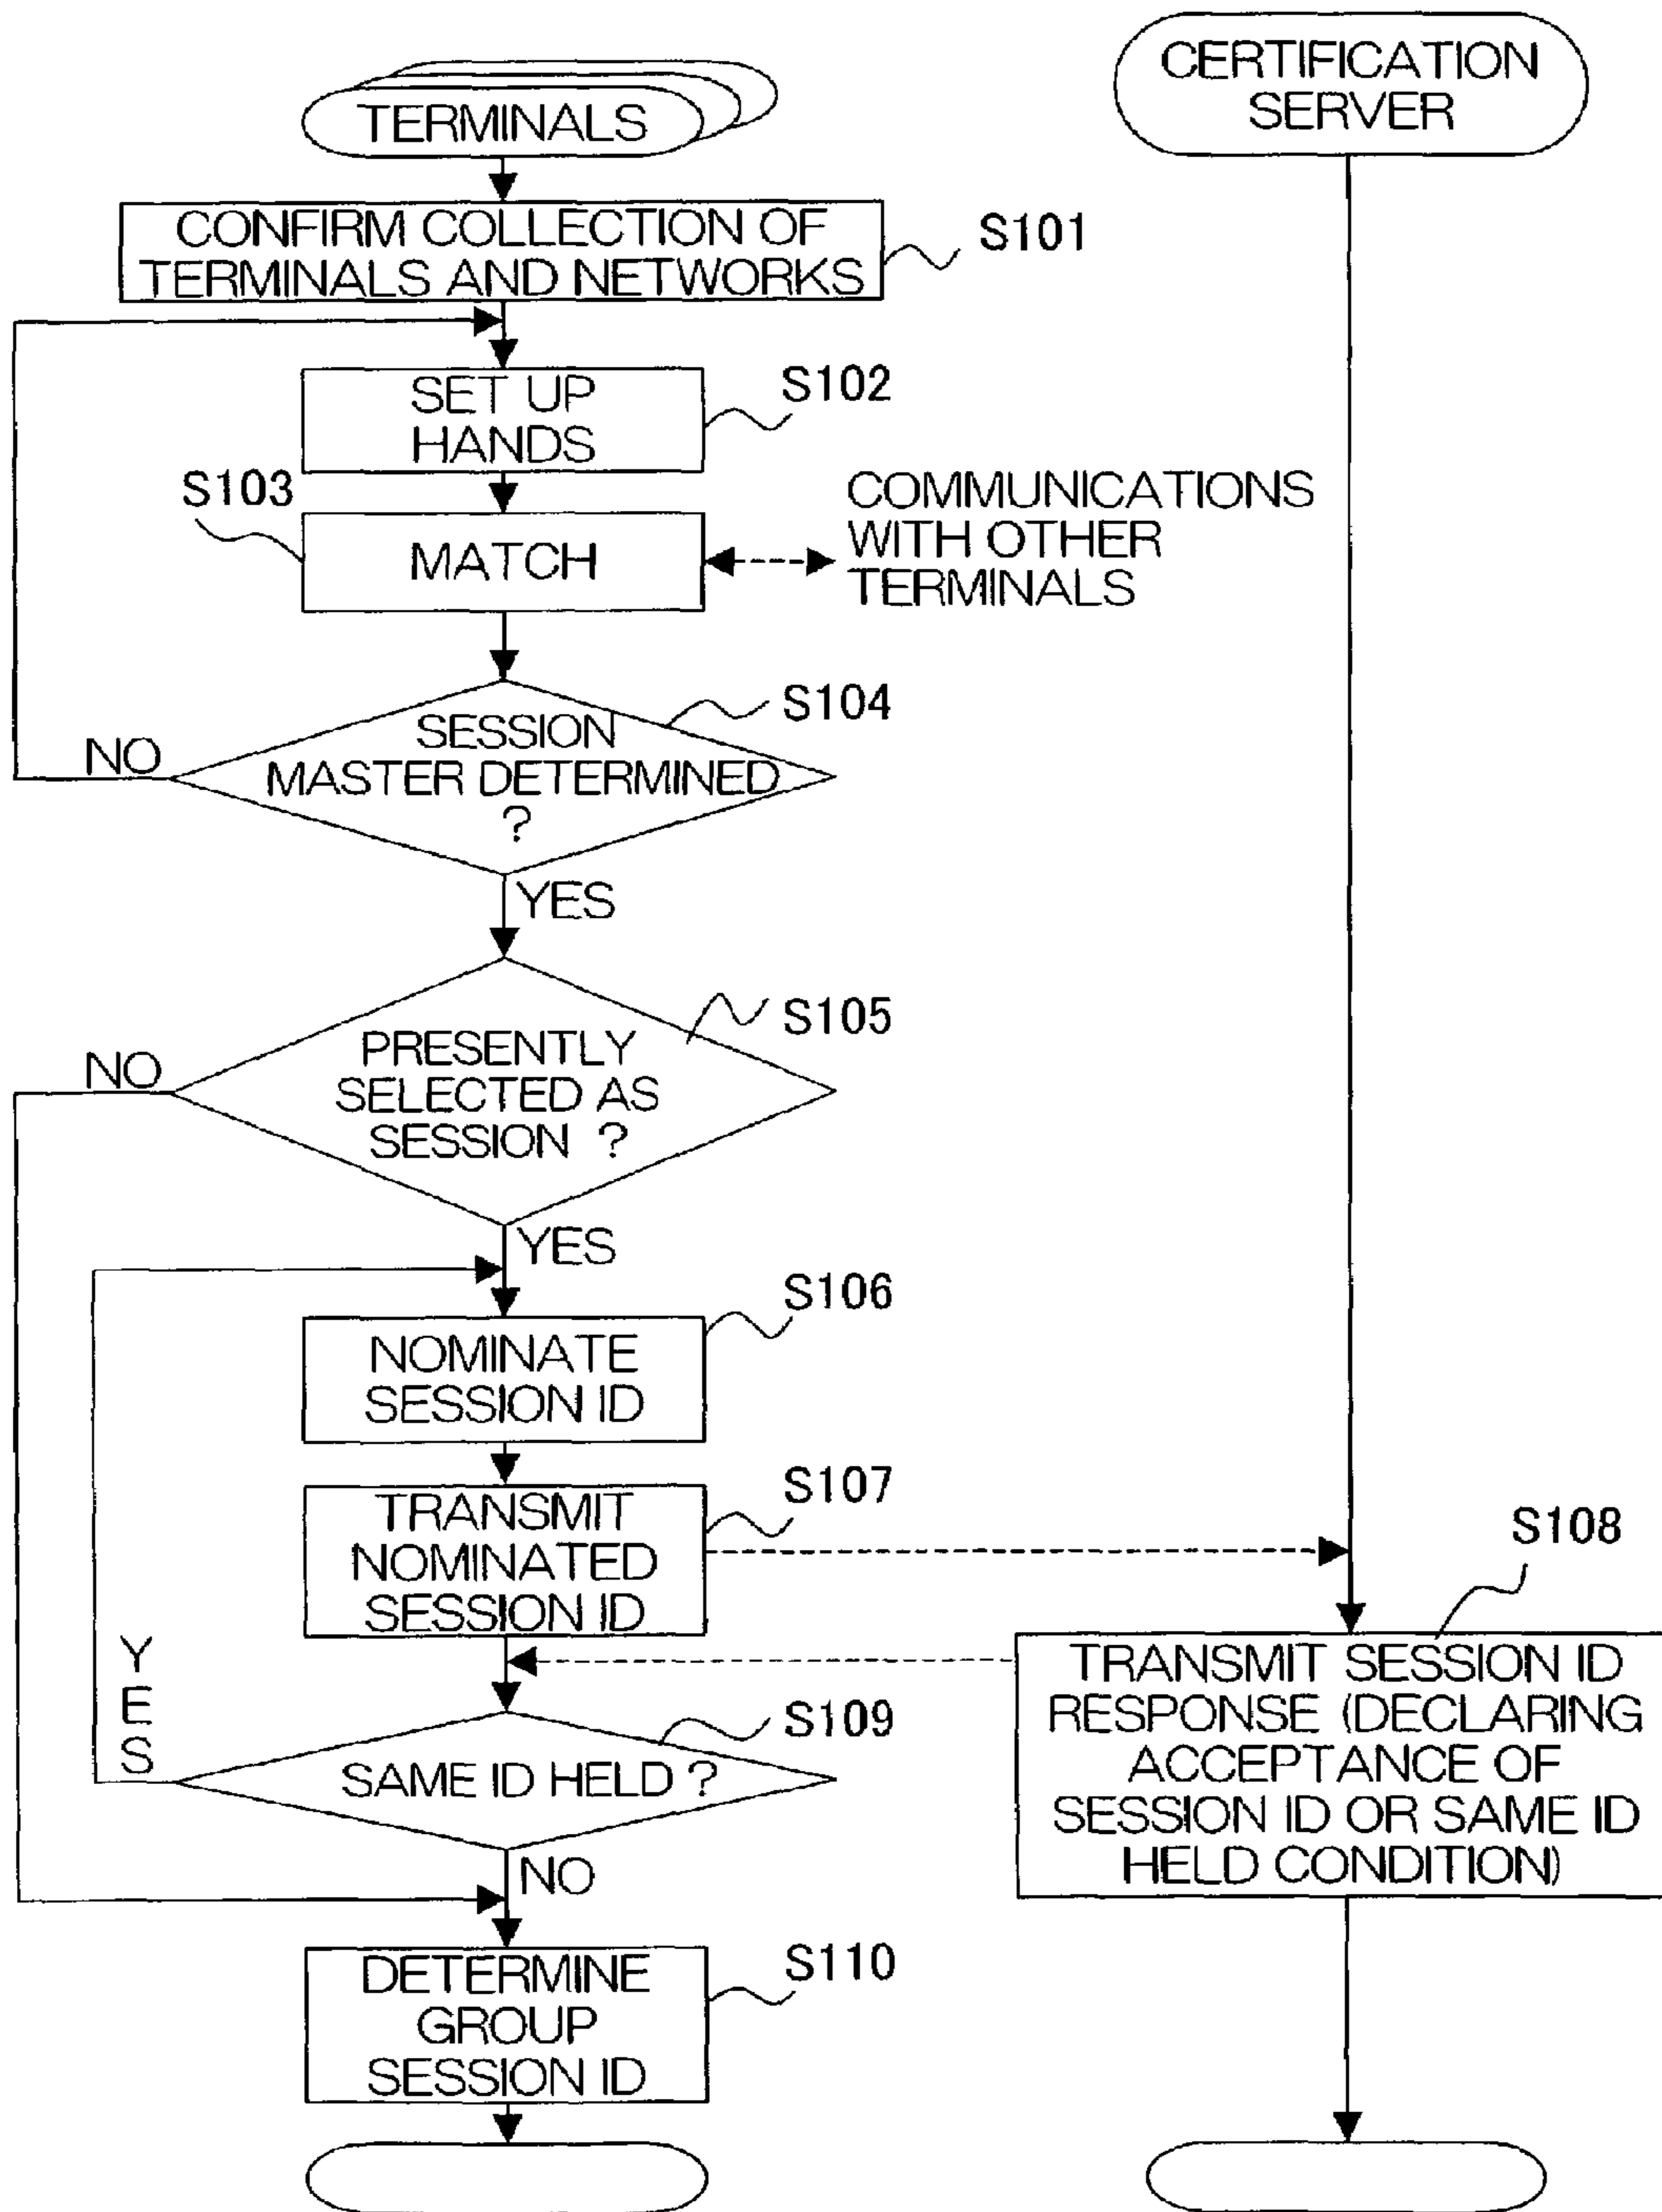 TERMINALS
CERTIFICATION
SERVER
CONFIRM COLLECTION OF
TERMINALS AND NETWORKS
S101
SET UP
HANDS
S102
S103
MATCH
COMMUNICATIONS
WITH OTHER
TERMINALS
S104
SESSION
MASTER DETERMINED
?
NO
YES
S105
PRESENTLY
SELECTED AS
SESSION ?
NO
YES
S106
NOMINATE
SESSION ID
S107
TRANSMIT
NOMINATED
SESSION ID
S108
TRANSMIT SESSION ID
RESPONSE (DECLARING
ACCEPTANCE OF
SESSION ID OR SAME ID
HELD CONDITION)
S109
SAME ID HELD ?
YES
NO
S110
DETERMINE
GROUP
SESSION ID